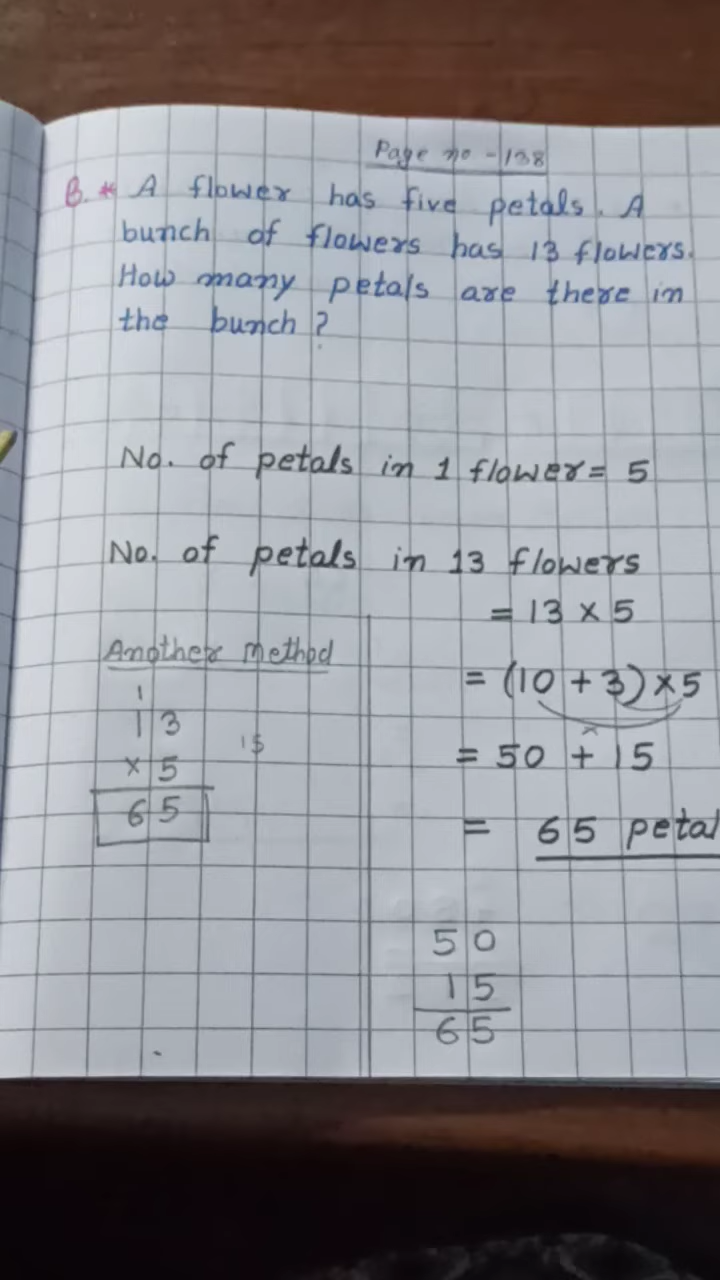 Page no - 138
B. * A flower has five petals. A
bunch of flowers has 13 flowers.
How many petals are there in
the bunch?
No. of petals in 1 flower = 5
No. of petals in 13 flowers
= 13 × 5
= (10 + 3) × 5
= 50 + 15
= 65 petal
Another Method
1
13
× 5
15
65
50
15
65